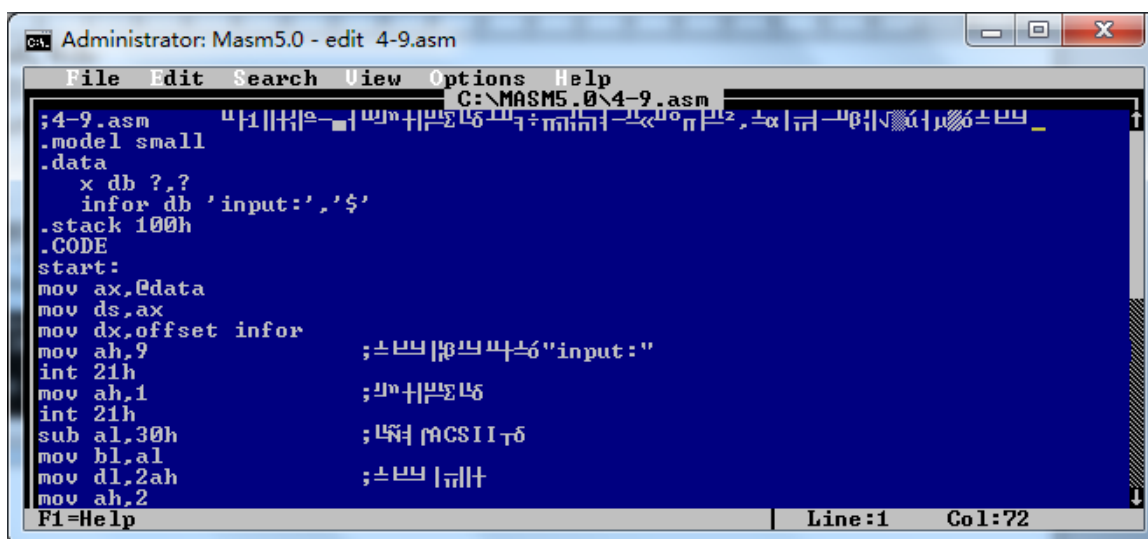 Administrator: Masm5.0 - edit 4-9.asm
File Edit Search View Options Help
C:\MASM5.0\4-9.asm
;4-9.asm
.model small
.data
x db ?,?
infor db 'input:','$'
.stack 100h
.CODE
start:
mov ax,@data
mov ds,ax
mov dx,offset infor
mov ah,9 "input:"
int 21h
mov ah,1
int 21h
sub al,30h ACSII
mov bl,al
mov dl,2ah
mov ah,2
F1=Help Line:1 Col:72